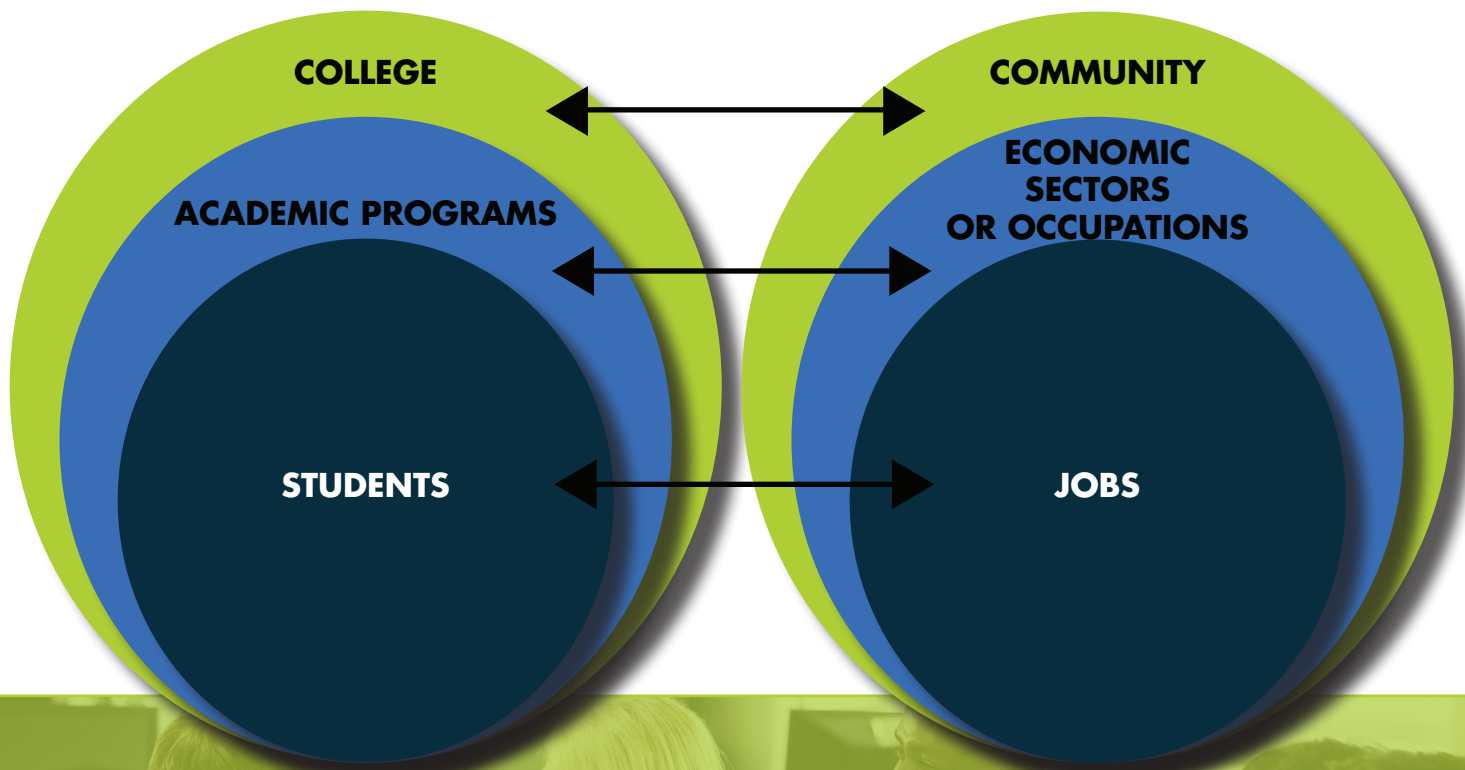 COLLEGE
ACADEMIC PROGRAMS
STUDENTS
COMMUNITY
ECONOMIC
SECTORS
OR OCCUPATIONS
JOBS